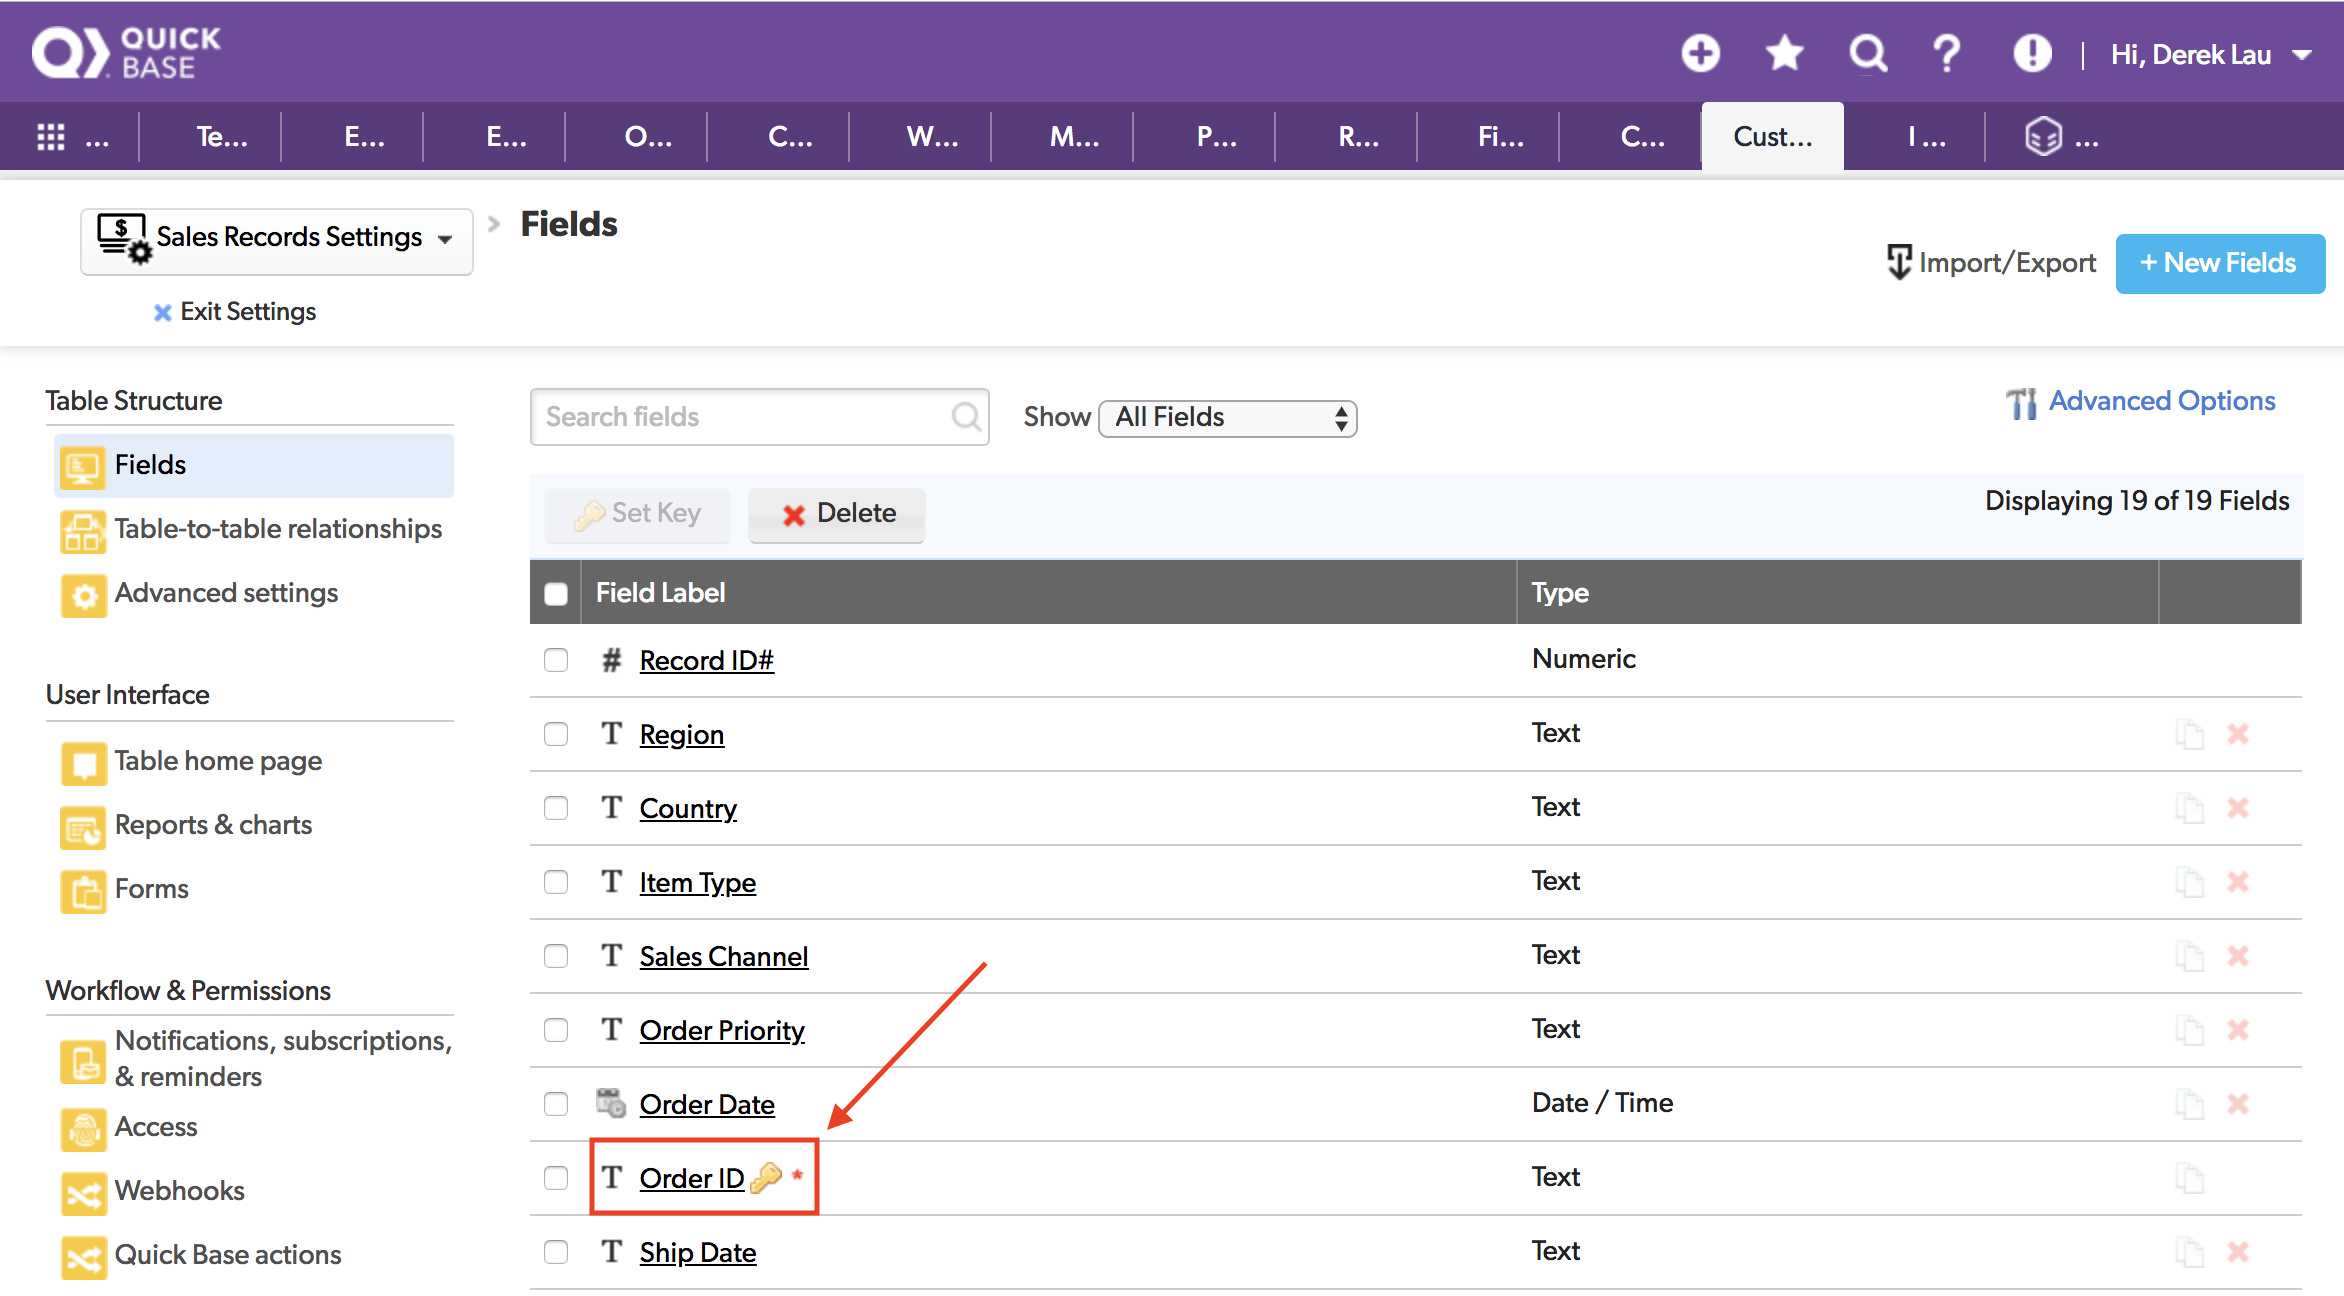 QUICK
BASE
Hi, Derek Lau
... Te... E... E... O... C... W... M... P... R... Fi... C... Cust... I ... ...
Sales Records Settings > Fields
Import/Export + New Fields
Exit Settings
Table Structure
Fields
Table-to-table relationships
Advanced settings
User Interface
Table home page
Reports & charts
Forms
Workflow & Permissions
Notifications, subscriptions,
& reminders
Access
Webhooks
Quick Base actions
Search fields Show All Fields Advanced Options
Set Key Delete Displaying 19 of 19 Fields
Field Label Type
# Record ID# Numeric
T Region Text
T Country Text
T Item Type Text
T Sales Channel Text
T Order Priority Text
Order Date Date / Time
T Order ID * Text
T Ship Date Text